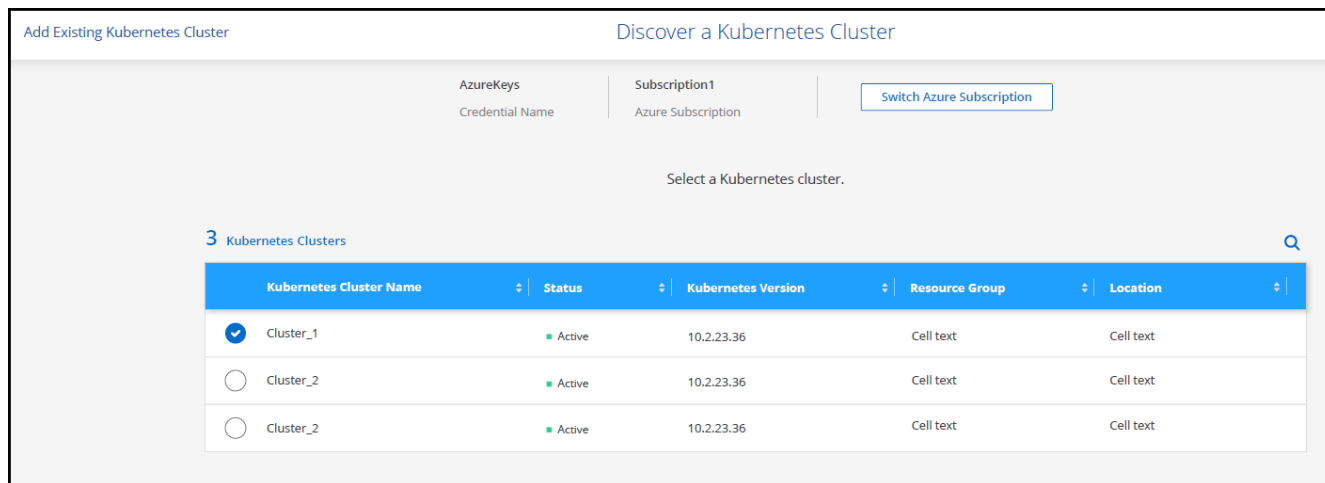 Add Existing Kubernetes Cluster
Discover a Kubernetes Cluster
AzureKeys
Credential Name
Subscription1
Azure Subscription
Switch Azure Subscription
Select a Kubernetes cluster.
3 Kubernetes Clusters
Kubernetes Cluster Name Status Kubernetes Version Resource Group Location
Cluster_1 Active 10.2.23.36 Cell text Cell text
Cluster_2 Active 10.2.23.36 Cell text Cell text
Cluster_2 Active 10.2.23.36 Cell text Cell text